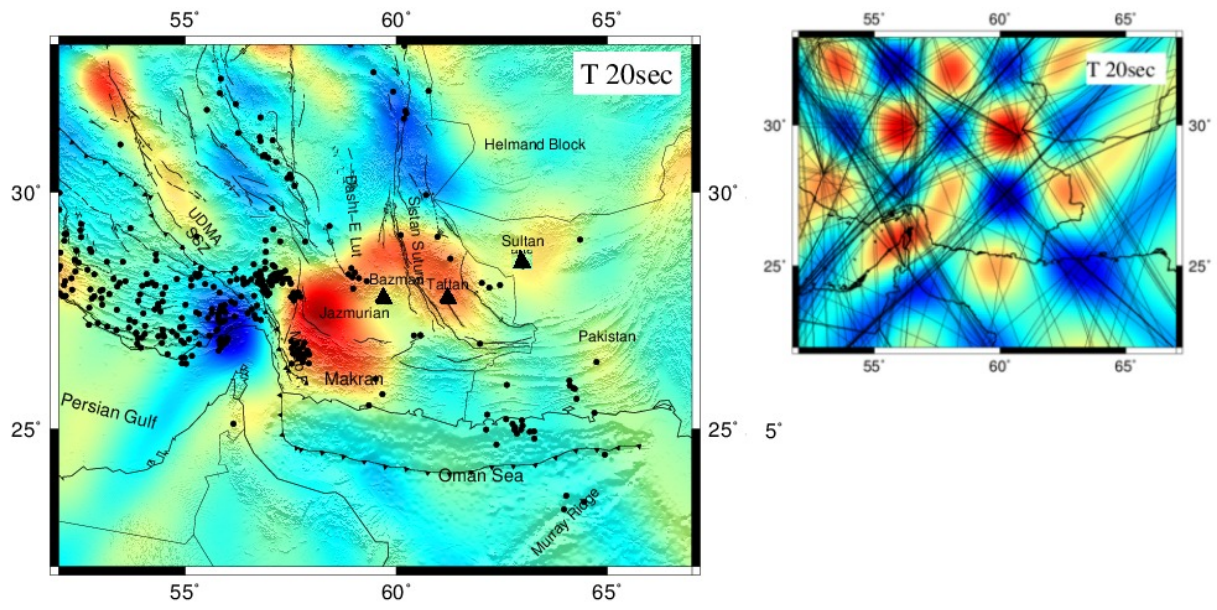 55° 60° 65°
T 20sec
Helmand Block
Dasht-E Lut
Sistan Suture
UDMA
SSZ
Sultan
Bazman
Taftan
Jazmurian
Pakistan
Makran
Persian Gulf
Oman Sea
Murray Ridge
30° 30°
25° 25°
55° 60° 65°
55° 60° 65°
T 20sec
30° 30°
25° 25°
5°
55° 60° 65°